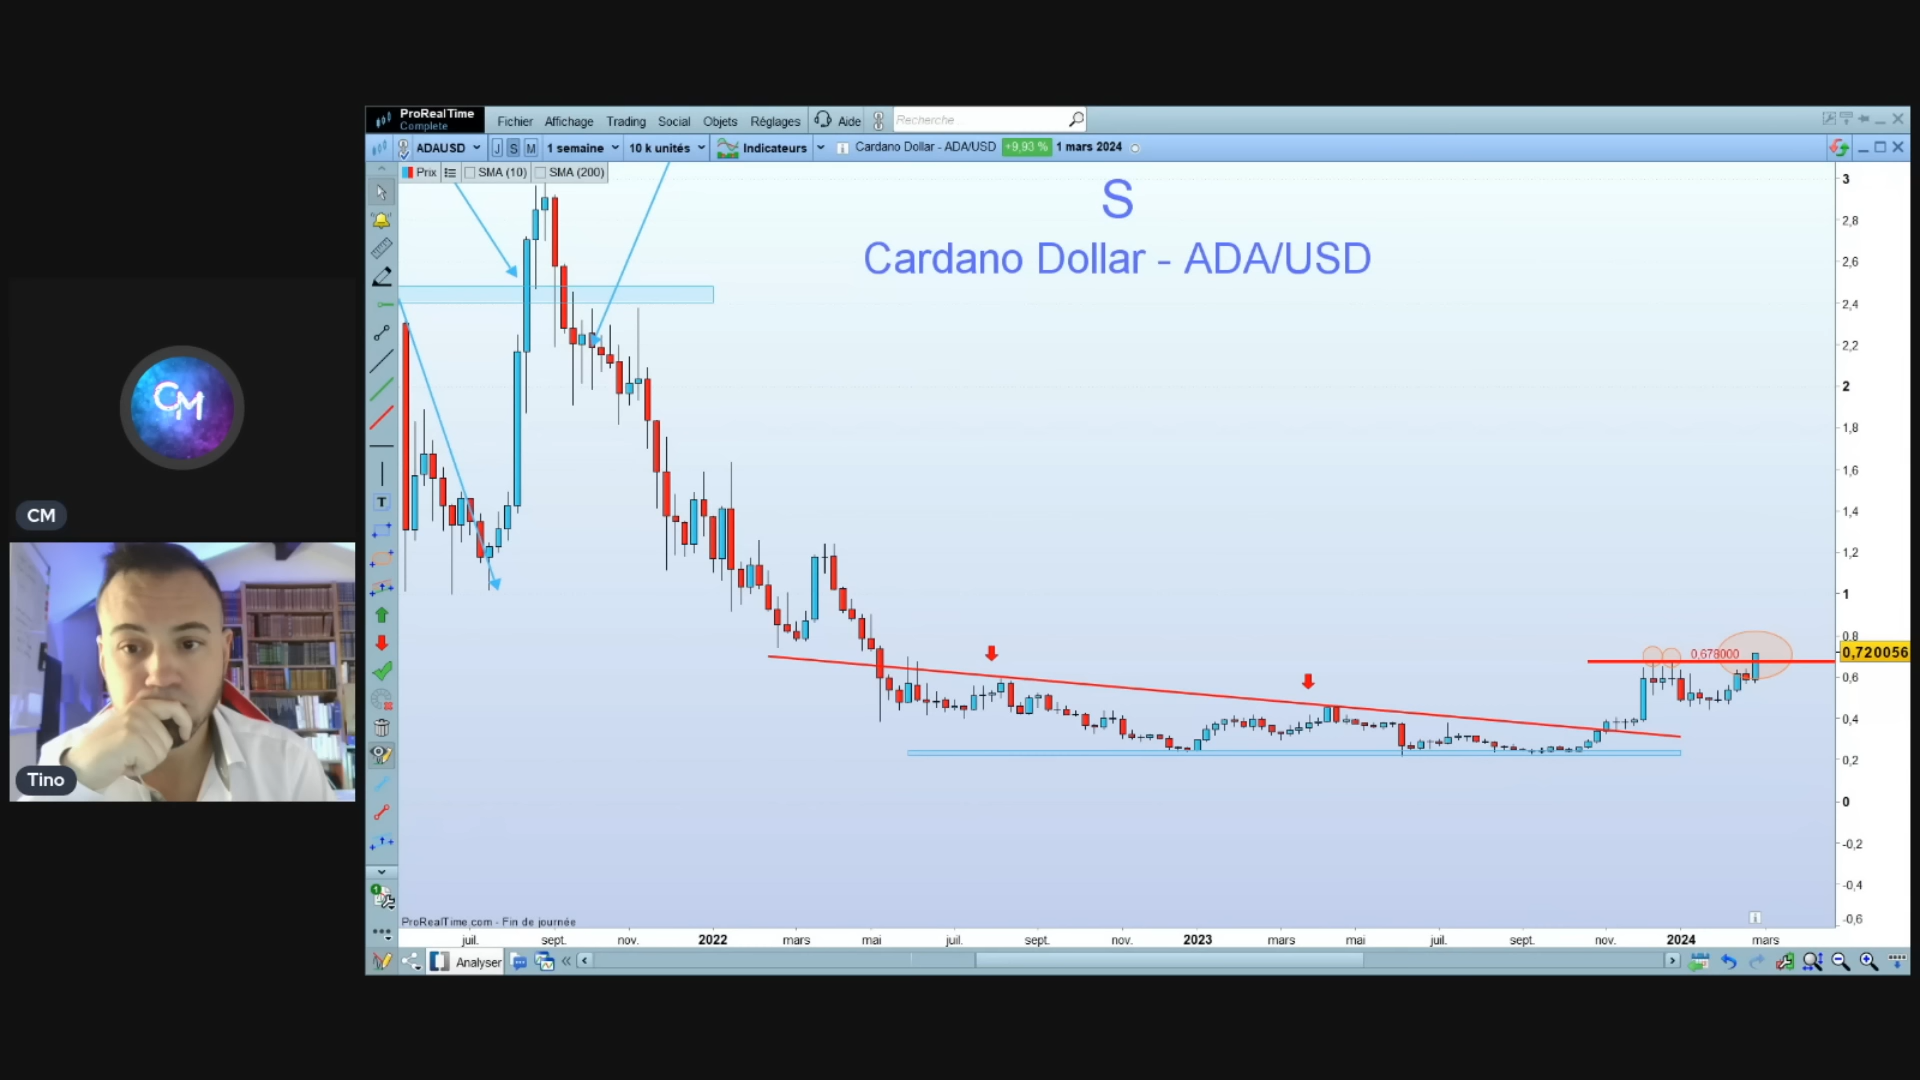 ProRealTime
Complete
Fichier Affichage Trading Social Objets Réglages Aide Recherche
ADAUSD J S M 1 semaine 10 k unités Indicateurs Cardano Dollar - ADA/USD +9,93 % 1 mars 2024
Prix SMA (10) SMA (200)
S
Cardano Dollar - ADA/USD
3
2,8
2,6
2,4
2,2
2
1,8
1,6
1,4
1,2
1
0,8
0,678000
0,720056
0,6
0,4
0,2
0
-0,2
-0,4
-0,6
T
1
CM
CM
Tino
ProRealTime.com - Fin de journée
juil. sept. nov. 2022 mars mai juil. sept. nov. 2023 mars mai juil. sept. nov. 2024 mars
Analyser